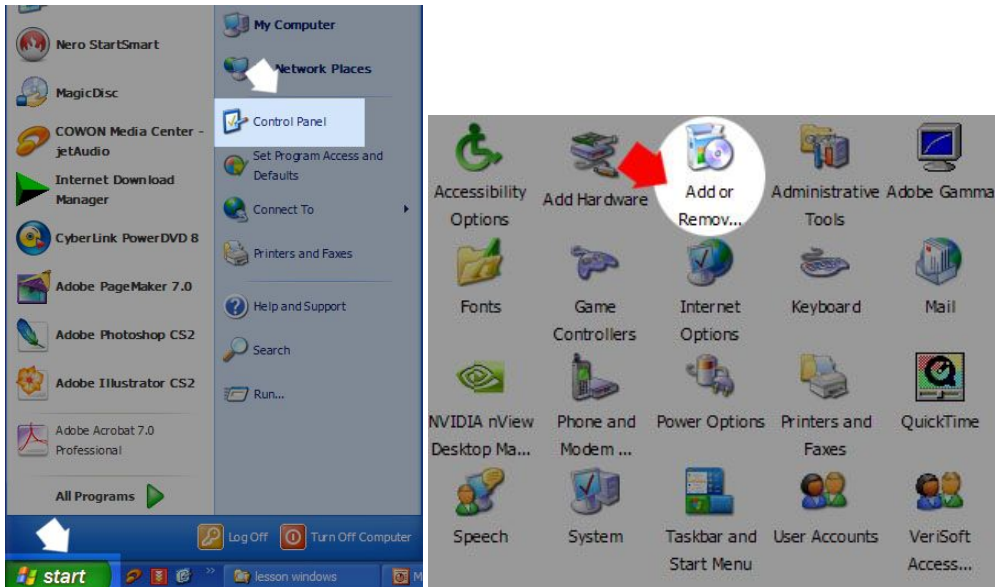 My Computer
Nero StartSmart
Network Places
MagicDisc
Control Panel
COWON Media Center -
jetAudio
Set Program Access and
Defaults
Internet Download
Manager
Connect To
CyberLink PowerDVD 8
Printers and Faxes
Adobe PageMaker 7.0
Help and Support
Adobe Photoshop CS2
Search
Adobe Illustrator CS2
Run...
Adobe Acrobat 7.0
Professional
All Programs
Log Off
Turn Off Computer
start
»
lesson windows
M
Accessibility
Options
Add Hardware
Add or
Remov...
Administrative
Tools
Adobe Gamma
Fonts
Game
Controllers
Internet
Options
Keyboard
Mail
NVIDIA nView
Desktop Ma...
Phone and
Modem ...
Power Options
Printers and
Faxes
QuickTime
Speech
System
Taskbar and
Start Menu
User Accounts
VeriSoft
Access...